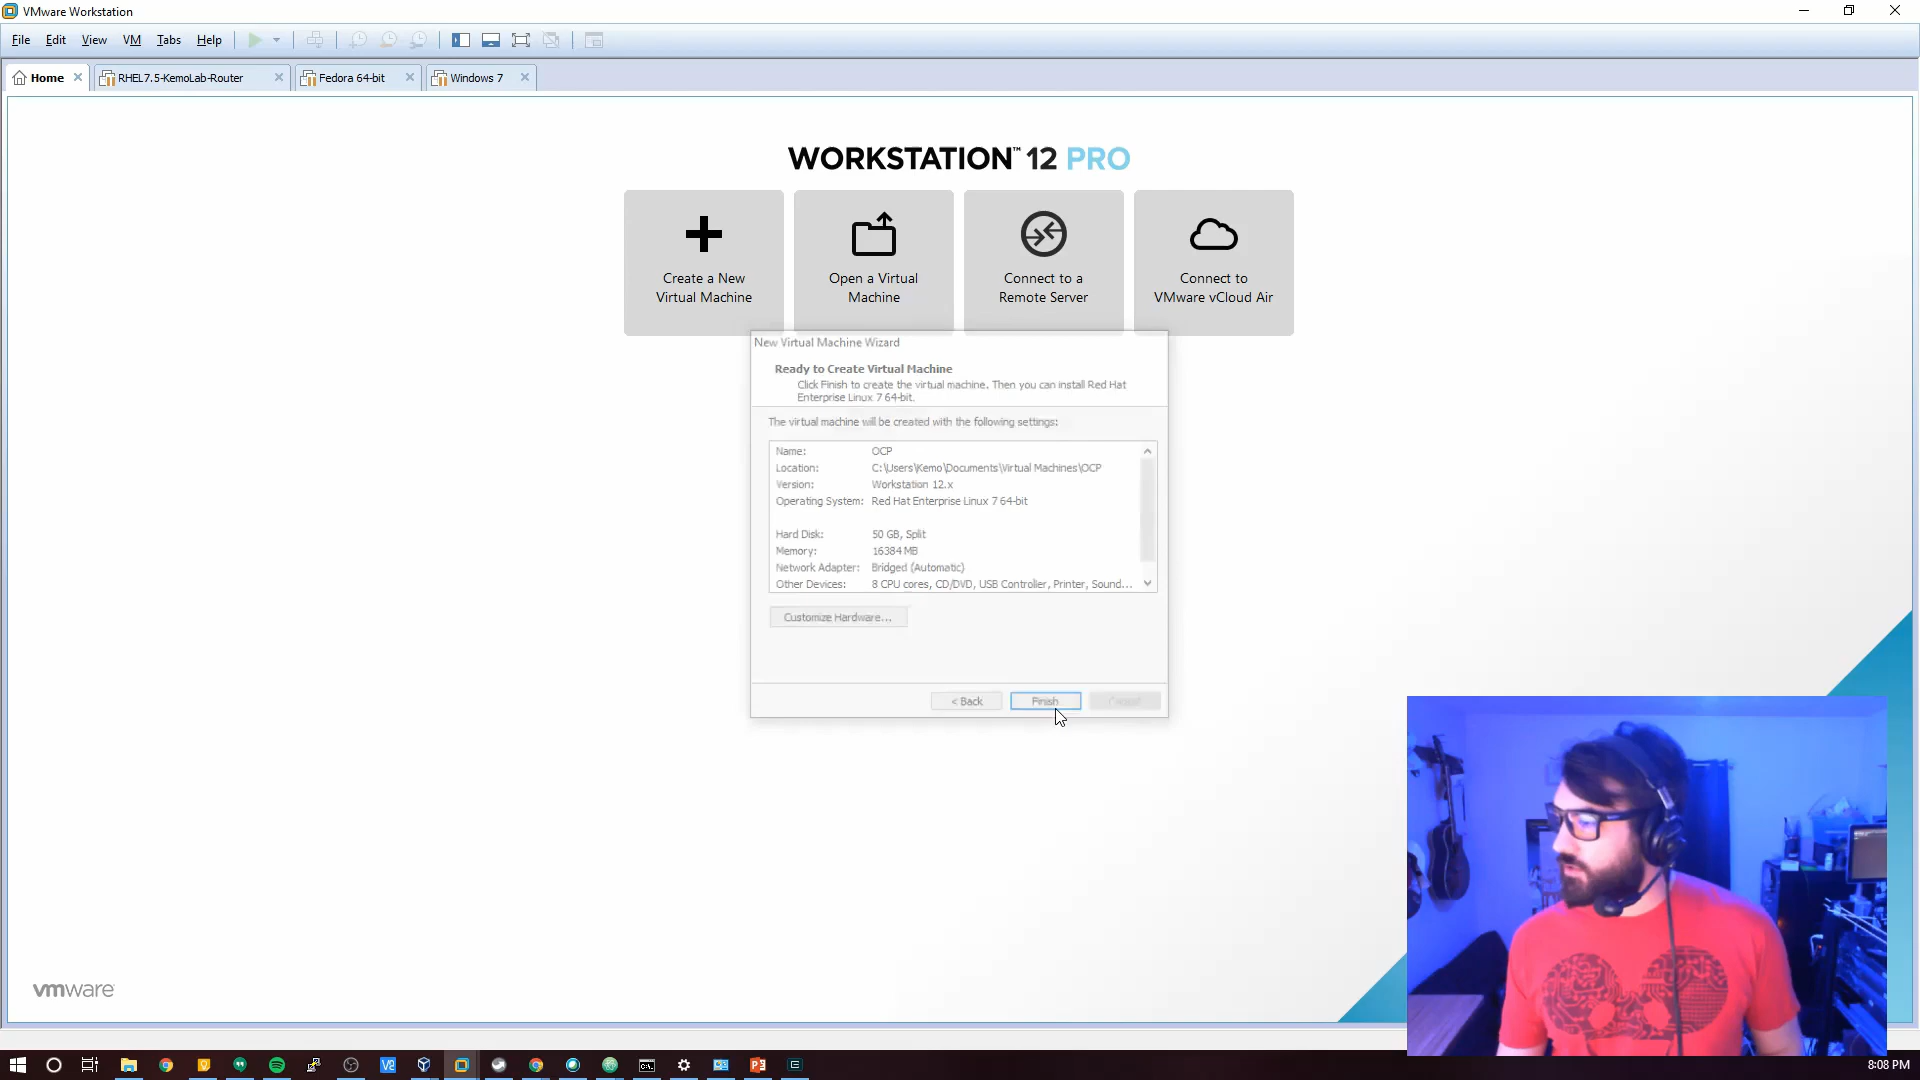 VMware Workstation
File Edit View VM Tabs Help
Home RHEL7.5-KemoLab-Router Fedora 64-bit Windows 7
WORKSTATION™ 12 PRO
Create a New
Virtual Machine
Open a Virtual
Machine
Connect to a
Remote Server
Connect to
VMware vCloud Air
New Virtual Machine Wizard
Ready to Create Virtual Machine
Click Finish to create the virtual machine. Then you can install Red Hat
Enterprise Linux 7 64-bit.
The virtual machine will be created with the following settings:
Name: OCP
Location: C:\Users\Kemo\Documents\Virtual Machines\OCP
Version: Workstation 12.x
Operating System: Red Hat Enterprise Linux 7 64-bit
Hard Disk: 50 GB, Split
Memory: 16384 MB
Network Adapter: Bridged (Automatic)
Other Devices: 8 CPU cores, CD/DVD, USB Controller, Printer, Sound...
Customize Hardware...
< Back Finish Cancel
vmware
8:08 PM